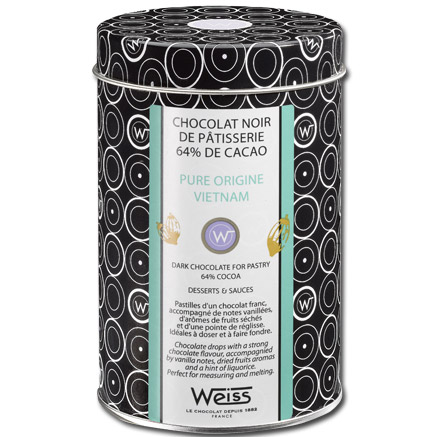 CHOCOLAT NOIR
DE PÂTISSERIE
64% DE CACAO
PURE ORIGINE
VIETNAM
W
DARK CHOCOLATE FOR PASTRY
64% COCOA
DESSERTS & SAUCES
Pastilles d'un chocolat franc,
accompagné de notes vanillées,
d'arômes de fruits séchés
et d'une pointe de réglisse.
Idéales à doser et à faire fondre.
Chocolate drops with a strong
chocolate flavour, accompagnied
by vanilla notes, dried fruits aromas
and a hint of liquorice.
Perfect for measuring and melting.
Weiss
LE CHOCOLAT DEPUIS 1882
FRANCE